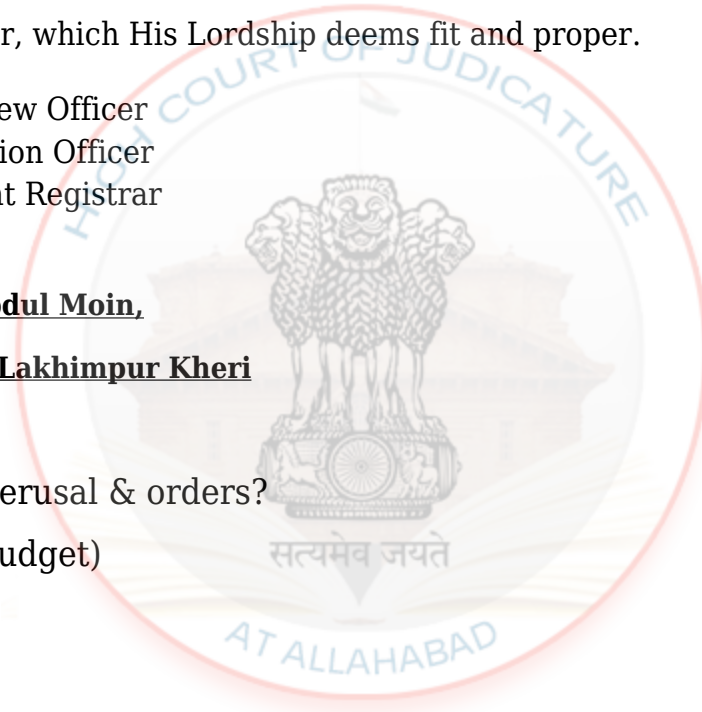 r, which His Lordship deems fit and proper.
ew Officer
ion Officer
t Registrar
dul Moin,
Lakhimpur Kheri
erusal & orders?
udget)
HIGH COURT OF JUDICATURE
सत्यमेव जयते
AT ALLAHABAD